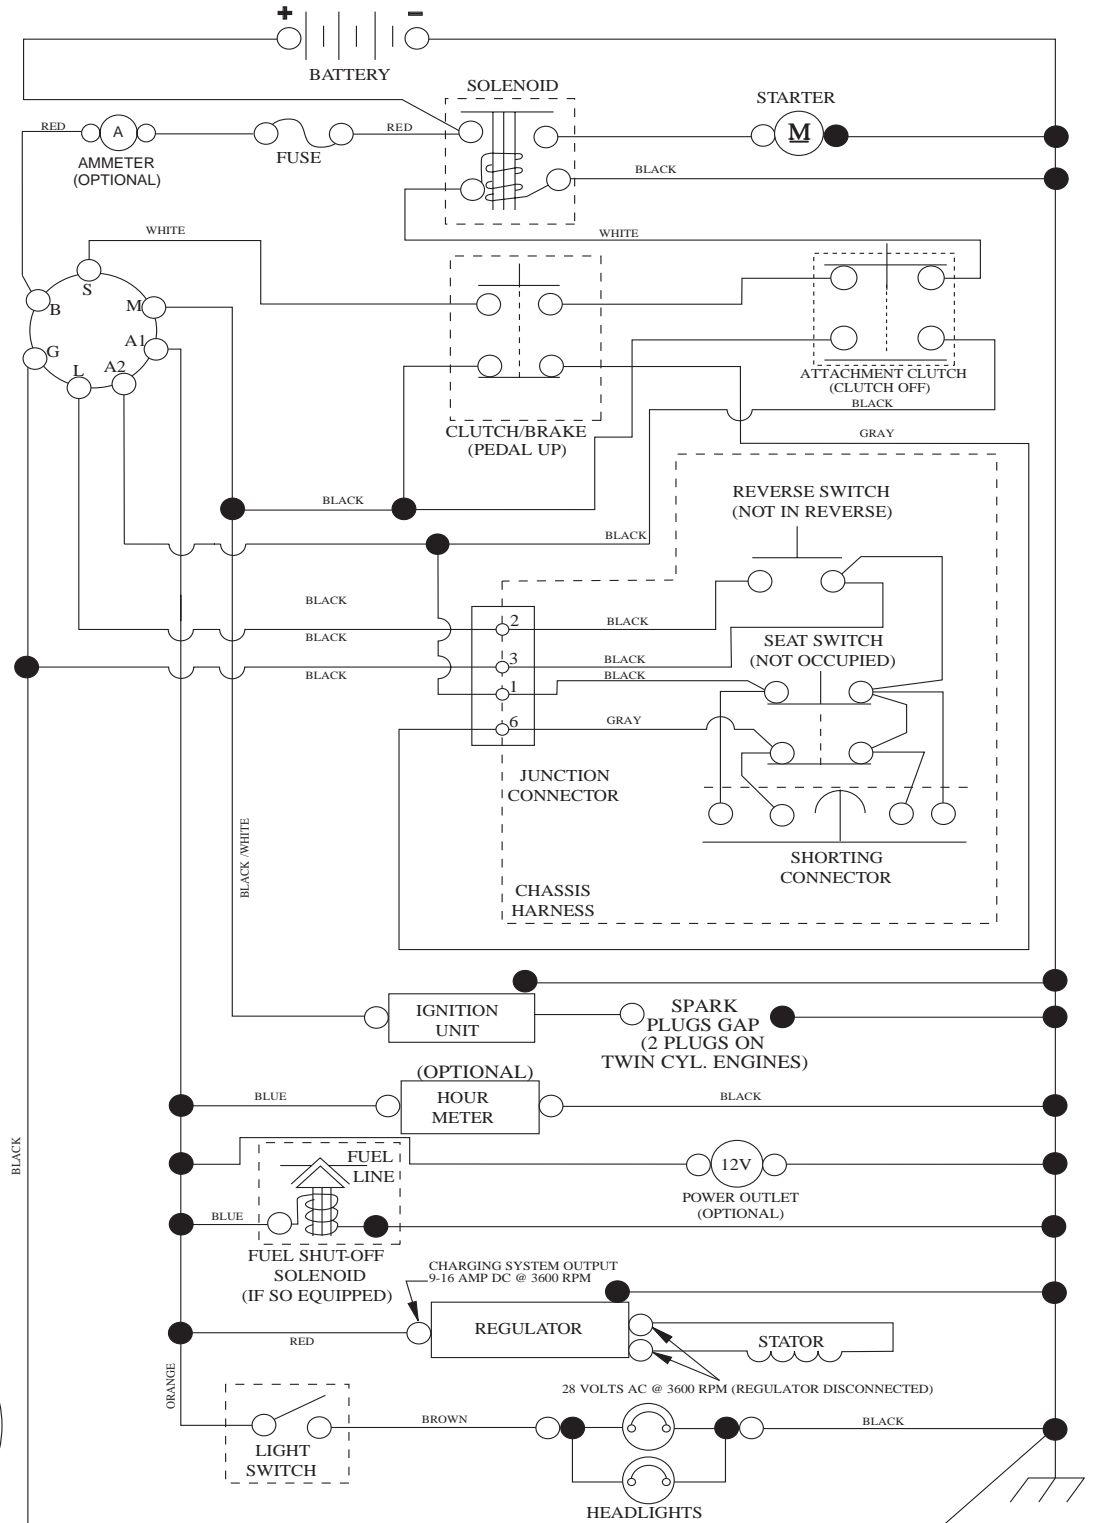 + −
BATTERY
SOLENOID
STARTER
RED
A
RED
M
AMMETER
(OPTIONAL)
FUSE
BLACK
WHITE
WHITE
S
B
M
G
A1
L
A2
ATTACHMENT CLUTCH
(CLUTCH OFF)
BLACK
CLUTCH/BRAKE
(PEDAL UP)
GRAY
REVERSE SWITCH
(NOT IN REVERSE)
BLACK
BLACK
BLACK
2
BLACK
BLACK
SEAT SWITCH
(NOT OCCUPIED)
3
BLACK
BLACK
1
BLACK
6
GRAY
JUNCTION
CONNECTOR
BLACK /WHITE
SHORTING
CONNECTOR
CHASSIS
HARNESS
IGNITION
UNIT
SPARK
PLUGS GAP
(2 PLUGS ON
TWIN CYL. ENGINES)
(OPTIONAL)
BLUE
HOUR
METER
BLACK
BLACK
FUEL
LINE
12V
POWER OUTLET
(OPTIONAL)
BLUE
FUEL SHUT-OFF
SOLENOID
(IF SO EQUIPPED)
CHARGING SYSTEM OUTPUT
9-16 AMP DC @ 3600 RPM
REGULATOR
RED
STATOR
ORANGE
28 VOLTS AC @ 3600 RPM (REGULATOR DISCONNECTED)
BROWN
BLACK
LIGHT
SWITCH
HEADLIGHTS